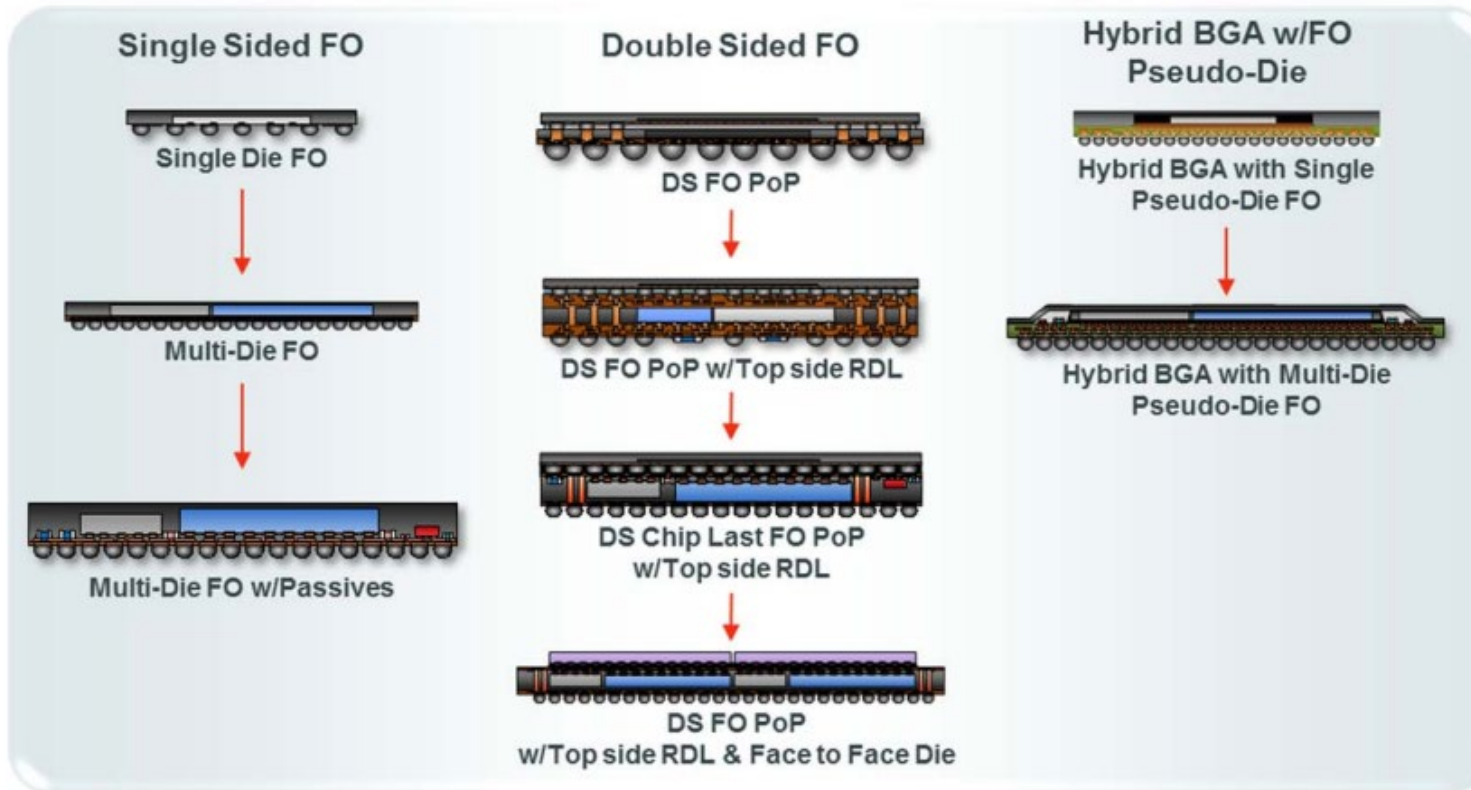 Single Sided FO
Single Die FO
Multi-Die FO
Multi-Die FO w/Passives
Double Sided FO
DS FO PoP
DS FO PoP w/Top side RDL
DS Chip Last FO PoP
w/Top side RDL
DS FO PoP
w/Top side RDL & Face to Face Die
Hybrid BGA w/FO
Pseudo-Die
Hybrid BGA with Single
Pseudo-Die FO
Hybrid BGA with Multi-Die
Pseudo-Die FO